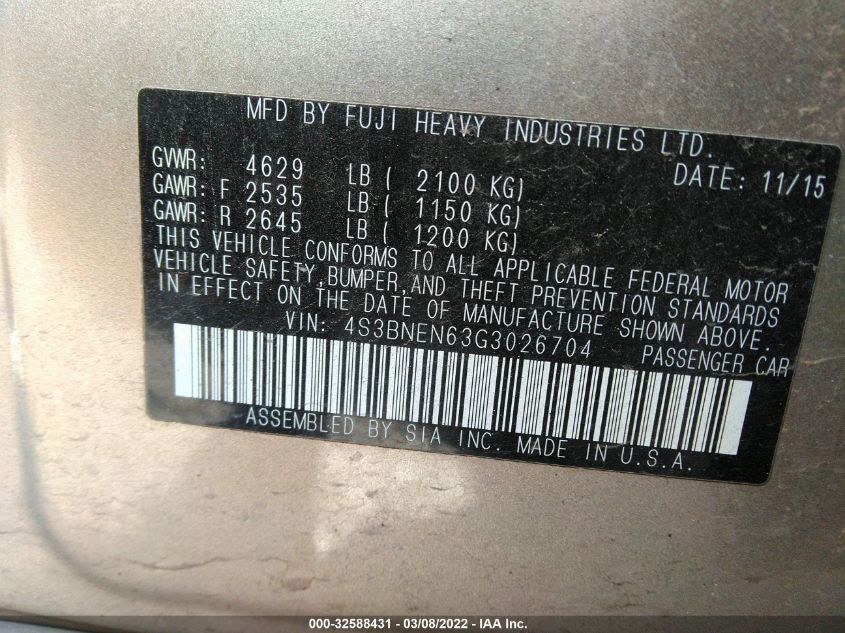 MFD BY FUJI HEAVY INDUSTRIES LTD.
GVWR: 4629 LB ( 2100 KG) DATE: 11/15
GAWR: F 2535 LB ( 1150 KG)
GAWR: R 2645 LB ( 1200 KG)
THIS VEHICLE CONFORMS TO ALL APPLICABLE FEDERAL MOTOR
VEHICLE SAFETY,BUMPER,AND THEFT PREVENTION STANDARDS
IN EFFECT ON THE DATE OF MANUFACTURE SHOWN ABOVE.
VIN: 4S3BNEN63G3026704 PASSENGER CAR
ASSEMBLED BY SIA INC. MADE IN U.S.A.
000-32588431 - 03/08/2022 - IAA Inc.